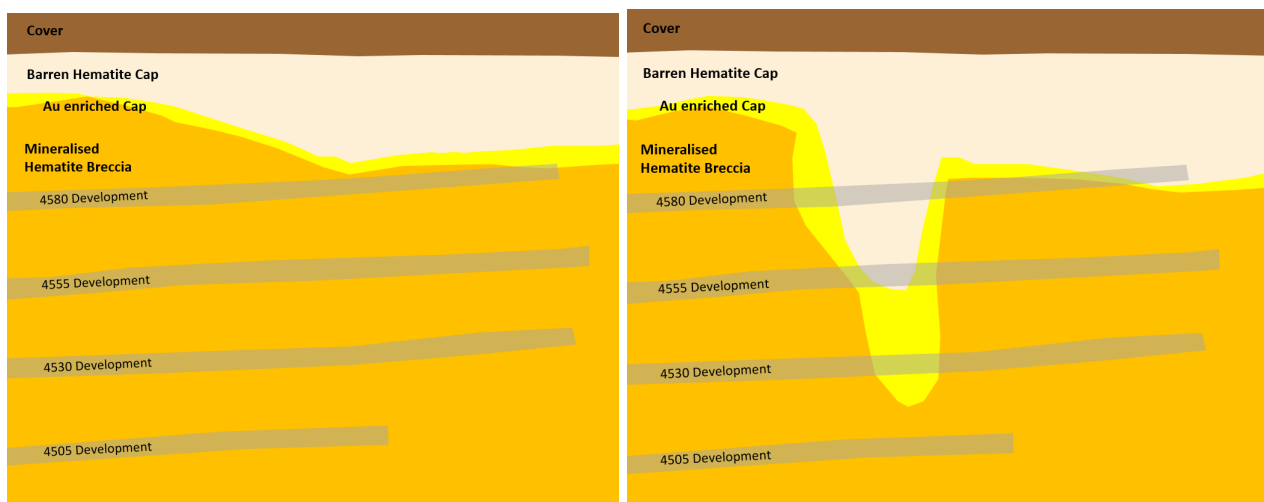 Cover
Barren Hematite Cap
Au enriched Cap
Mineralised
Hematite Breccia
4580 Development
4555 Development
4530 Development
4505 Development
Cover
Barren Hematite Cap
Au enriched Cap
Mineralised
Hematite Breccia
4580 Development
4555 Development
4530 Development
4505 Development